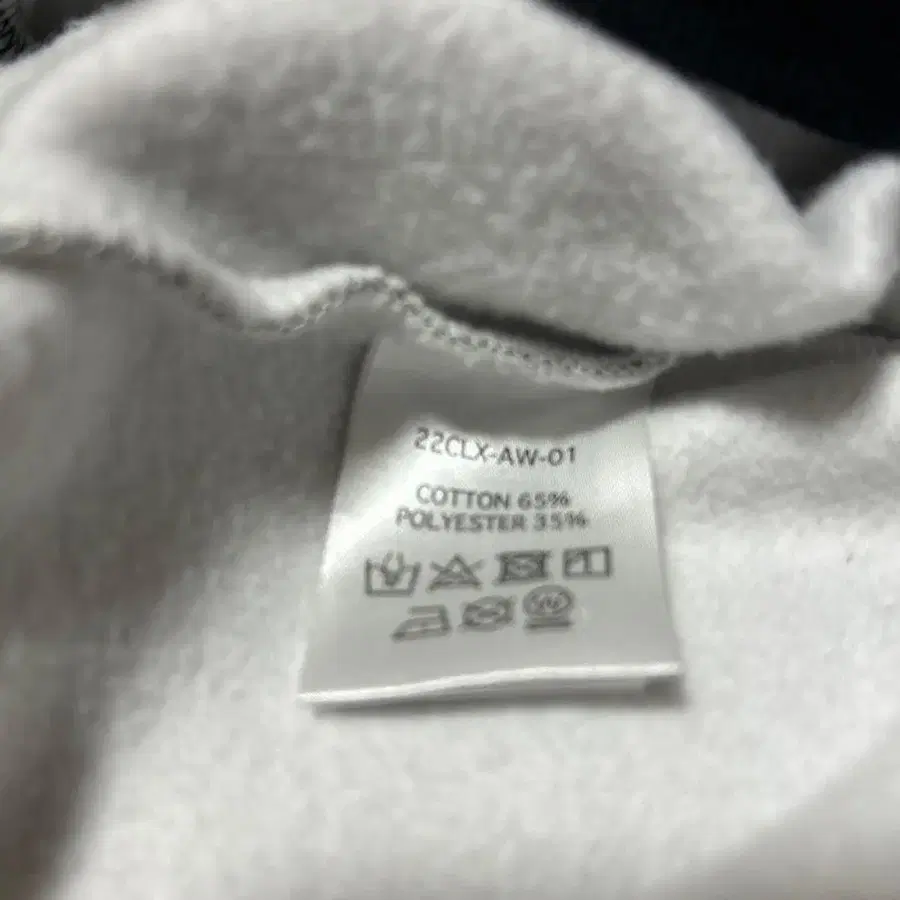 22CLX-AW-01
COTTON 65%
POLYESTER 35%